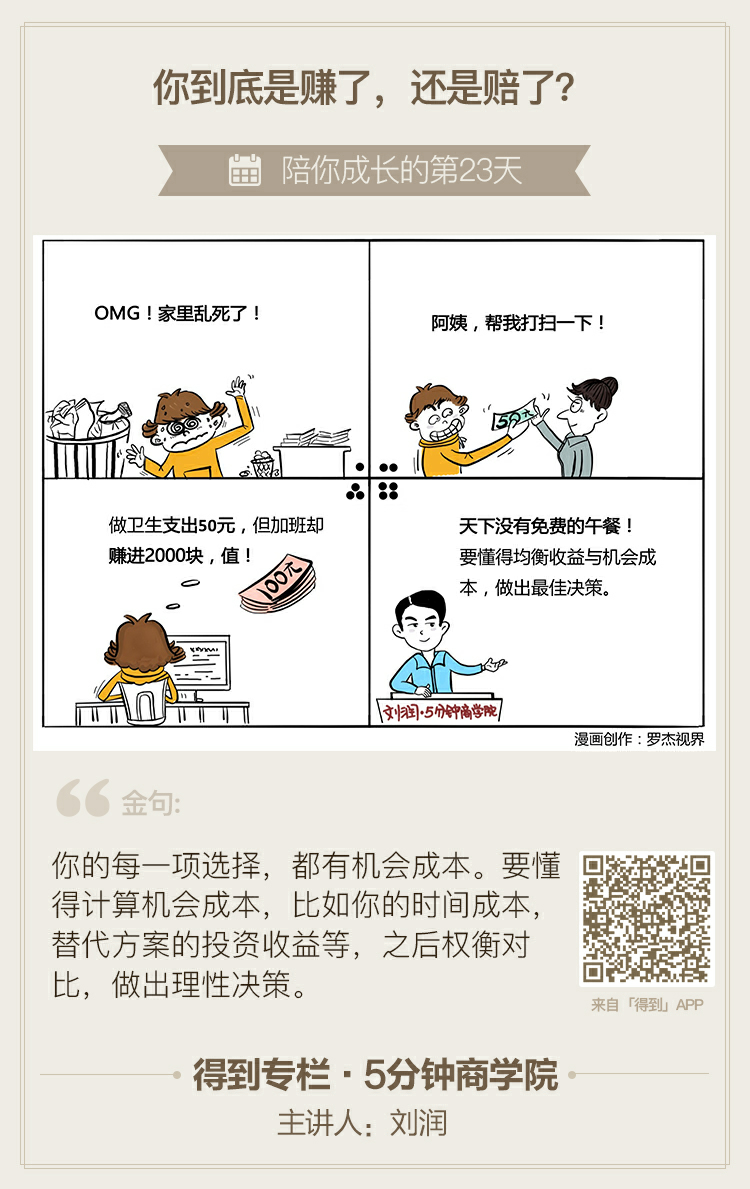 你到底是赚了，还是赔了？
陪你成长的第23天
OMG！家里乱死了！
阿姨，帮我打扫一下！
50元
做卫生支出50元，但加班却
赚进2000块，值！
100元
天下没有免费的午餐！
要懂得均衡收益与机会成
本，做出最佳决策。
刘润·5分钟商学院
漫画创作：罗杰视界
金句:
你的每一项选择，都有机会成本。要懂
得计算机会成本，比如你的时间成本，
替代方案的投资收益等，之后权衡对
比，做出理性决策。
来自「得到」APP
得到专栏·5分钟商学院
主讲人：刘润